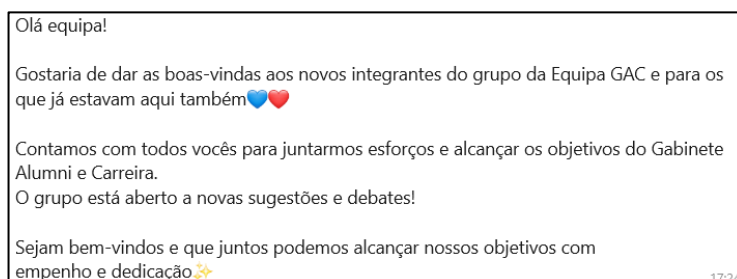 Olá equipa!
Gostaria de dar as boas-vindas aos novos integrantes do grupo da Equipa GAC e para os
que já estavam aqui também💙❤️
Contamos com todos vocês para juntarmos esforços e alcançar os objetivos do Gabinete
Alumni e Carreira.
O grupo está aberto a novas sugestões e debates!
Sejam bem-vindos e que juntos podemos alcançar nossos objetivos com
empenho e dedicação✨